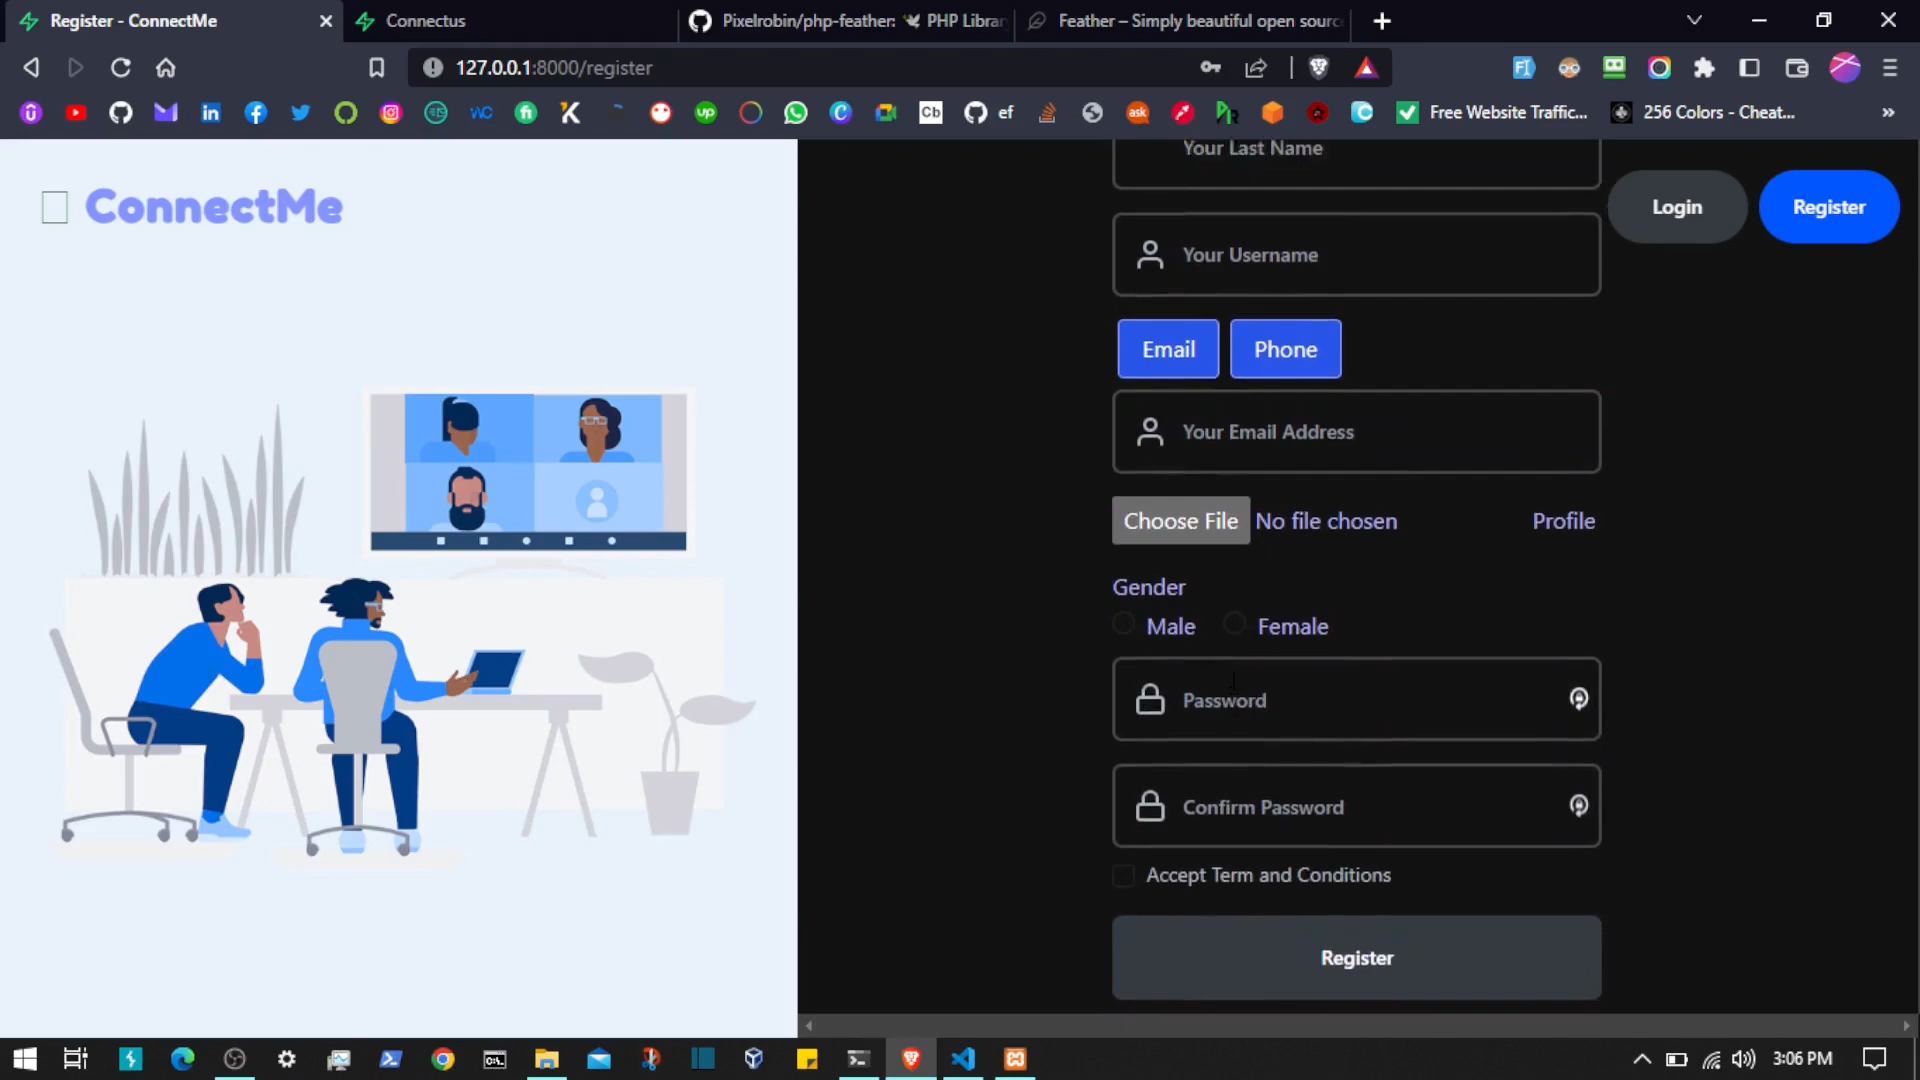 Register - ConnectMe
Connectus
Pixelrobin/php-feather: PHP Librar
Feather – Simply beautiful open sourc
127.0.0.1:8000/register
ef
Free Website Traffic...
256 Colors - Cheat...
ConnectMe
Login
Register
Your Last Name
Your Username
Email
Phone
Your Email Address
Choose File No file chosen
Profile
Gender
Male
Female
Password
Confirm Password
Accept Term and Conditions
Register
3:06 PM